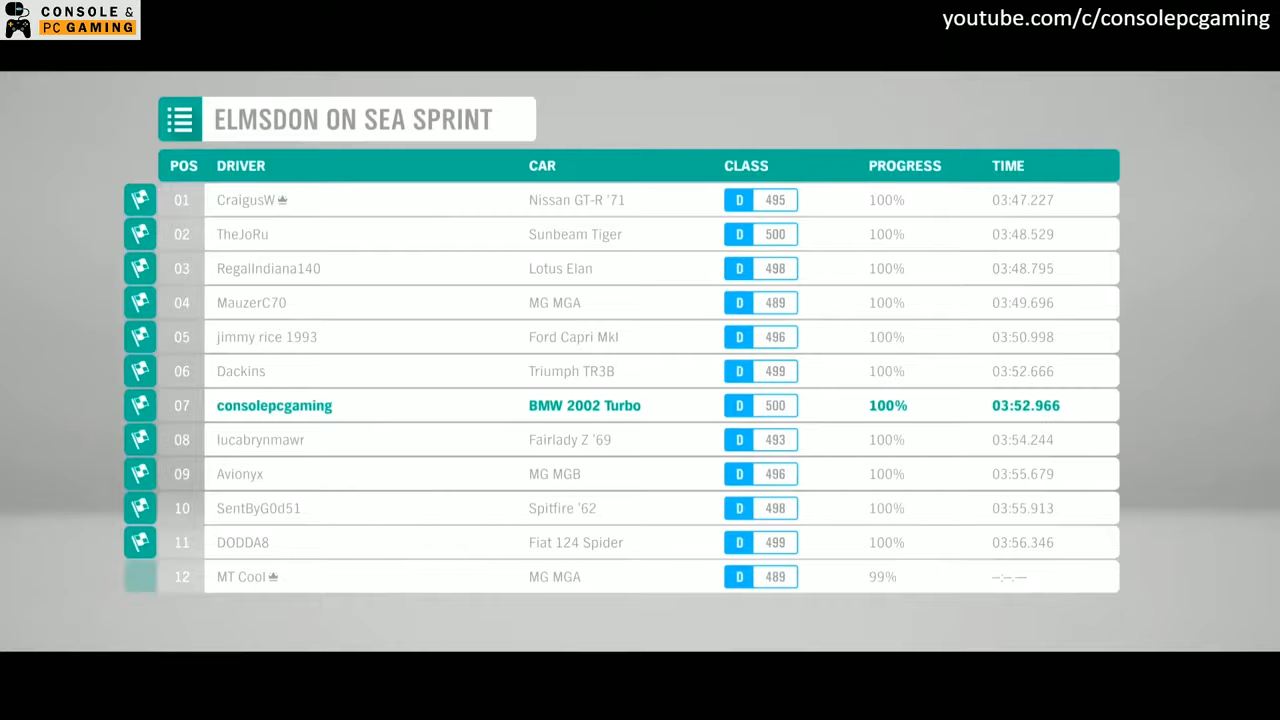 CONSOLE &
PC GAMING
youtube.com/c/consolepcgaming
ELMSDON ON SEA SPRINT
POS DRIVER CAR CLASS PROGRESS TIME
01 CraigusW Nissan GT-R '71 D 495 100% 03:47.227
02 TheJoRu Sunbeam Tiger D 500 100% 03:48.529
03 RegalIndiana140 Lotus Elan D 498 100% 03:48.795
04 MauzerC70 MG MGA D 489 100% 03:49.696
05 jimmy rice 1993 Ford Capri MkI D 496 100% 03:50.998
06 Dackins Triumph TR3B D 499 100% 03:52.666
07 consolepcgaming BMW 2002 Turbo D 500 100% 03:52.966
08 lucabrynmawr Fairlady Z '69 D 493 100% 03:54.244
09 Avionyx MG MGB D 496 100% 03:55.679
10 SentByG0d51 Spitfire '62 D 498 100% 03:55.913
11 DODDA8 Fiat 124 Spider D 499 100% 03:56.346
12 MT Cool MG MGA D 489 99% --:--.---